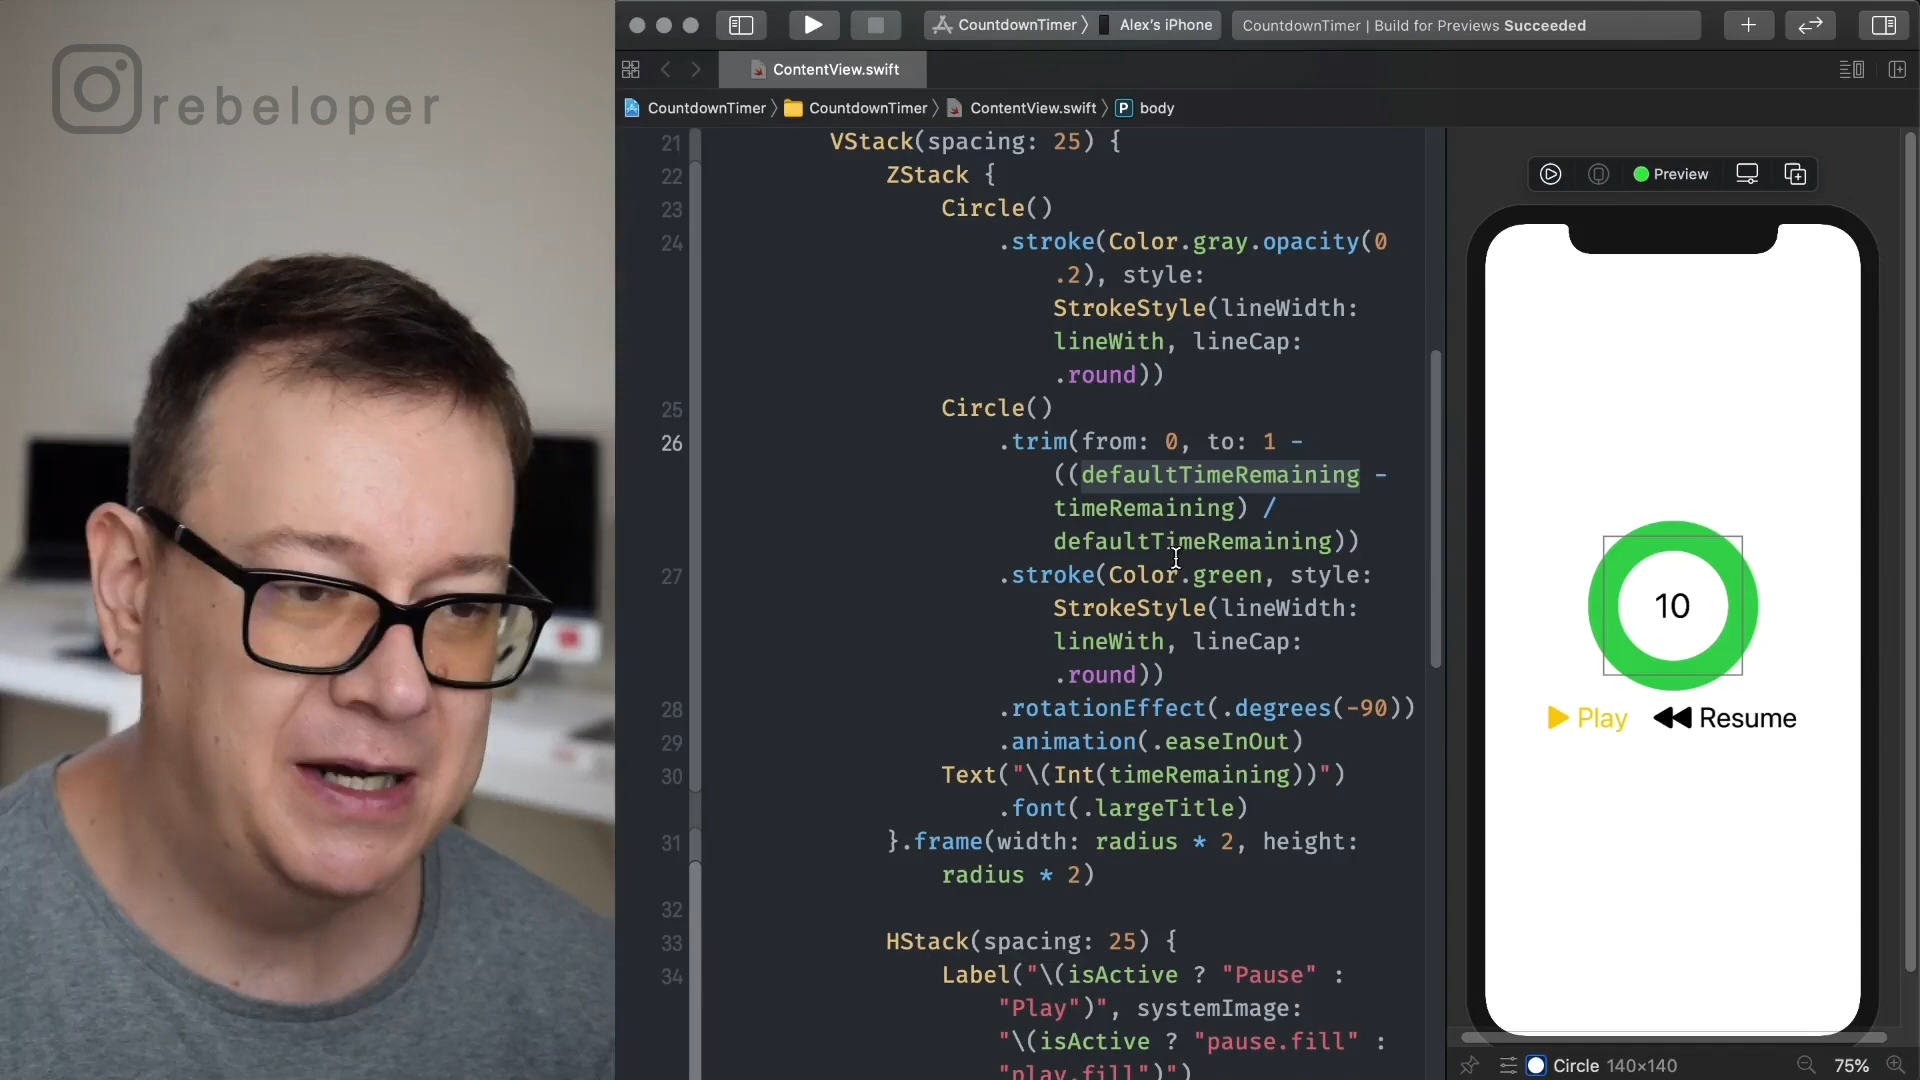 rebeloper
CountdownTimer 〉 Alex's iPhone
CountdownTimer | Build for Previews Succeeded
ContentView.swift
CountdownTimer 〉 CountdownTimer 〉 ContentView.swift 〉 P body
21 VStack(spacing: 25) {
22 ZStack {
23 Circle()
24 .stroke(Color.gray.opacity(0
.2), style:
StrokeStyle(lineWidth:
lineWith, lineCap:
.round))
25 Circle()
26 .trim(from: 0, to: 1 -
((defaultTimeRemaining -
timeRemaining) /
defaultTimeRemaining))
27 .stroke(Color.green, style:
StrokeStyle(lineWidth:
lineWith, lineCap:
.round))
28 .rotationEffect(.degrees(-90))
29 .animation(.easeInOut)
30 Text("\(Int(timeRemaining))")
.font(.largeTitle)
31 }.frame(width: radius * 2, height:
radius * 2)
32
33 HStack(spacing: 25) {
34 Label("\(isActive ? "Pause" :
"Play")", systemImage:
"\(isActive ? "pause.fill" :
"play.fill")")
Preview
10
Play
Resume
Circle 140×140
75%